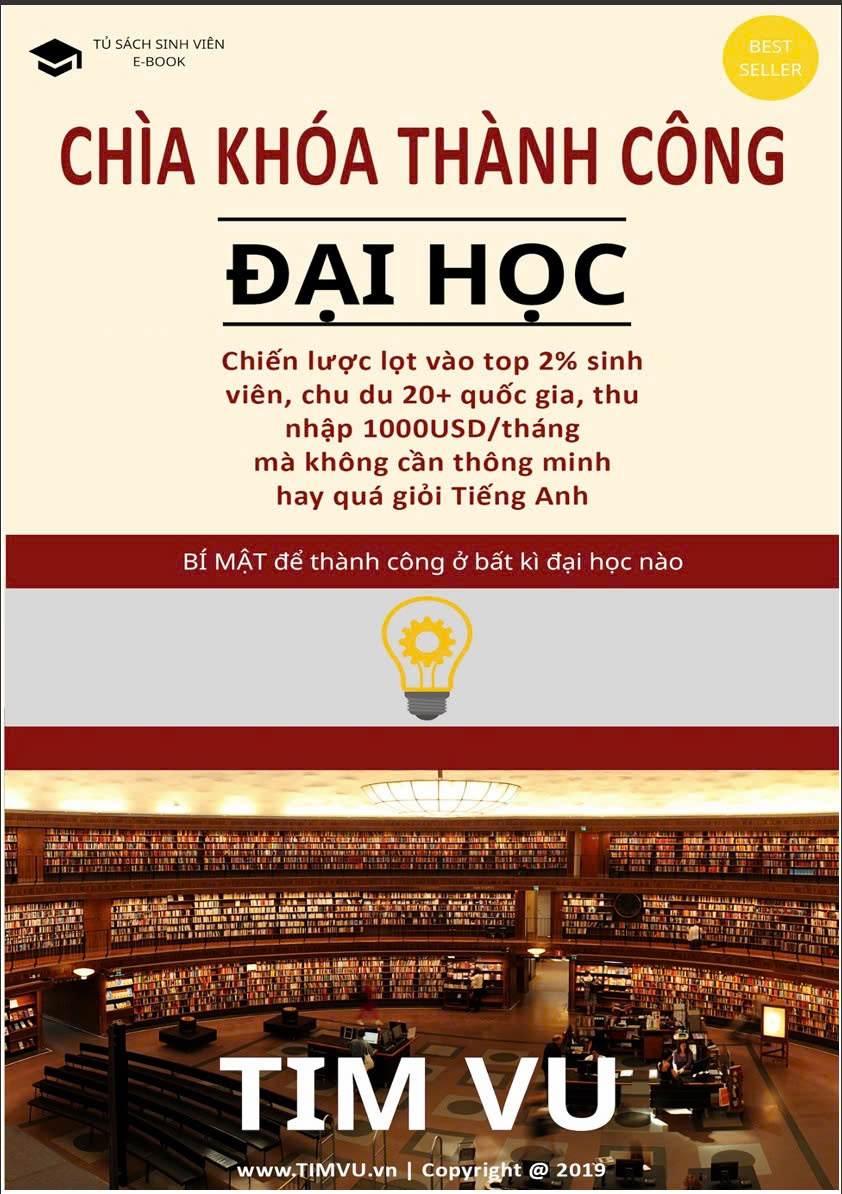 TỦ SÁCH SINH VIÊN
E-BOOK
BEST
SELLER
CHÌA KHÓA THÀNH CÔNG
ĐẠI HỌC
Chiến lược lọt vào top 2% sinh
viên, chu du 20+ quốc gia, thu
nhập 1000USD/tháng
mà không cần thông minh
hay quá giỏi Tiếng Anh
BÍ MẬT để thành công ở bất kì đại học nào
TIM VU
www.TIMVU.vn | Copyright @ 2019